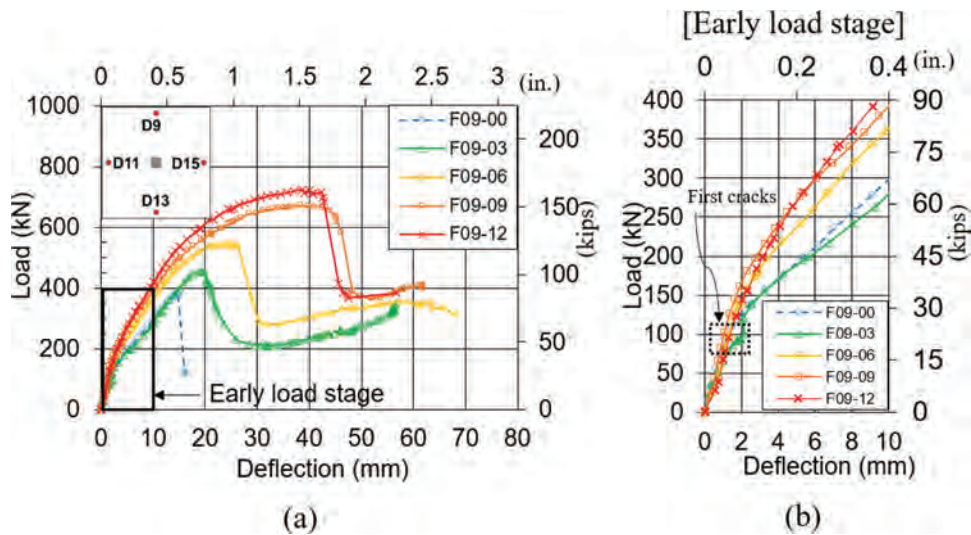 [Early load stage]
0 0.5 1 1.5 2 2.5 3 (in.)
1000
800
600
400
200
0
Load (kN)
D9
D11 D15
D13
F09-00
F09-03
F09-06
F09-09
F09-12
200
150
100
50
0
(kips)
Early load stage
0 10 20 30 40 50 60 70 80
Deflection (mm)
(a)
0 0.2 0.4
(in.)
400
350
300
250
200
150
100
50
0
Load (kN)
First cracks
F09-00
F09-03
F09-06
F09-09
F09-12
90
75
60
45
30
15
0
(kips)
0 2 4 6 8 10
Deflection (mm)
(b)